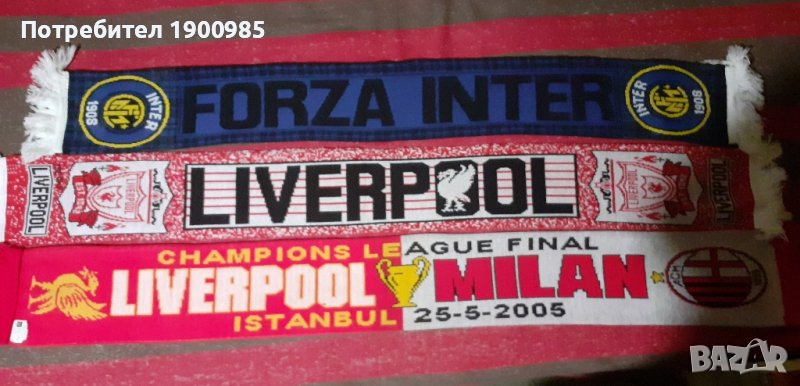 Потребител 1900985
INTER 1908 FORZA INTER INTER 1908
LIVERPOOL LIVERPOOL LIVERPOOL
CHAMPIONS LEAGUE FINAL
LIVERPOOL MILAN
ISTANBUL 25-5-2005
BAZAR